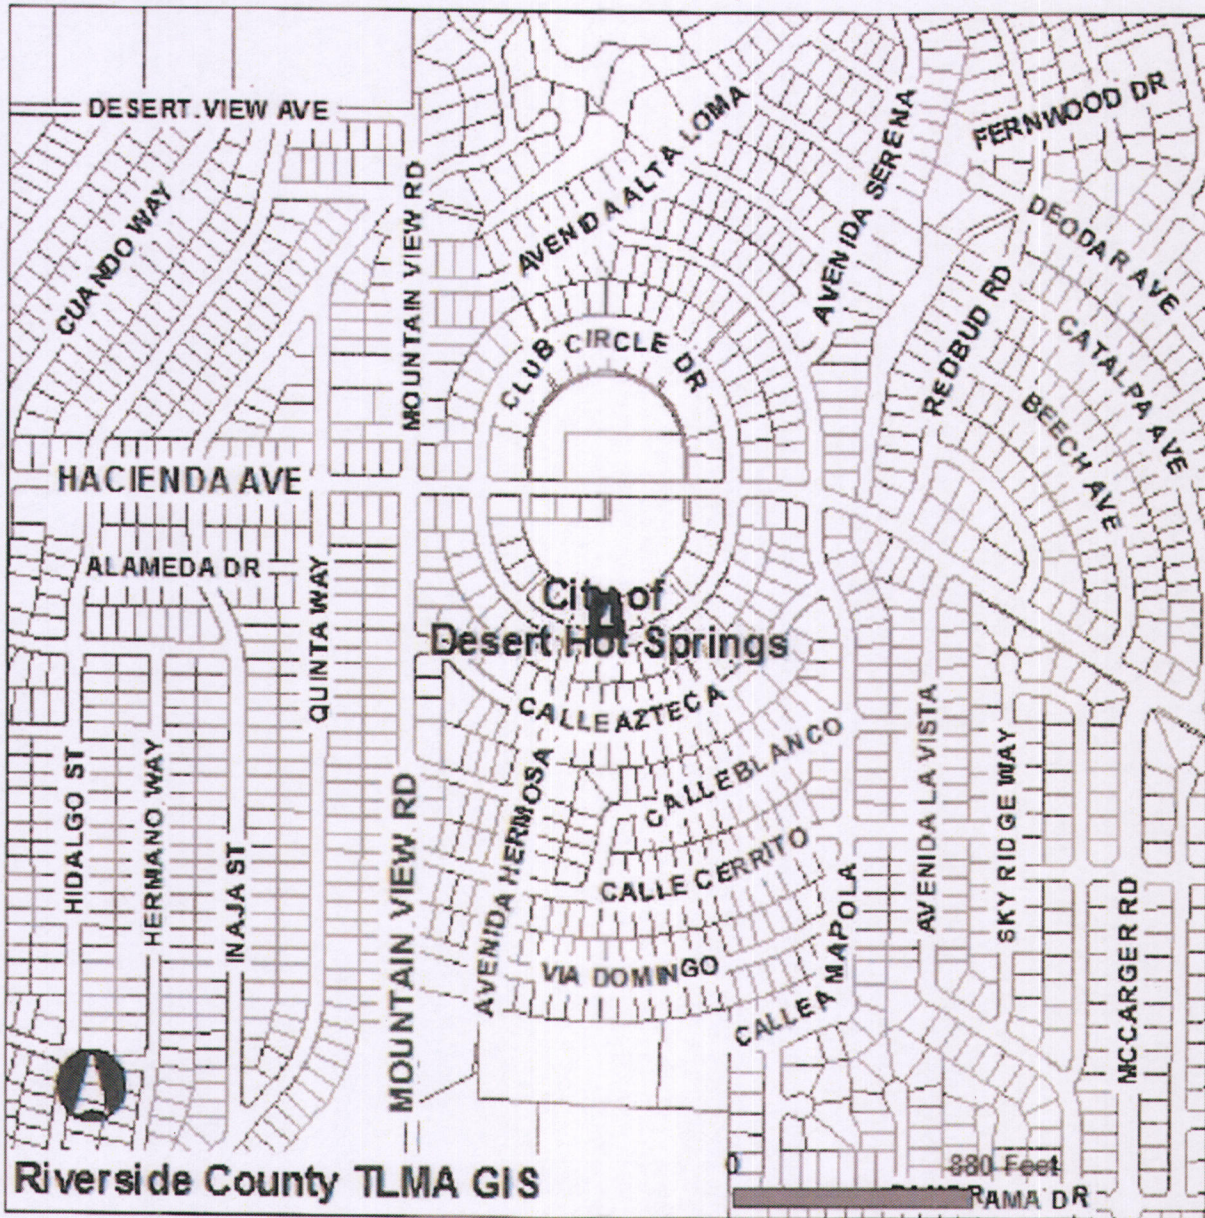 DESERT VIEW AVE
CUANDO WAY
MOUNTAIN VIEW RD
AVENIDA ALTA LOMA
AVENIDA SERENA
FERNWOOD DR
DEODAR AVE
REDBUD RD
CATALPA AVE
BEECH AVE
CLUB CIRCLE DR
HACIENDA AVE
ALAMEDA DR
QUINTA WAY
City of
Desert Hot Springs
CALLE AZTECA
CALLE BLANCO
CALLE CERRITO
VIA DOMINGO
AVENIDA HERMOSA
CALLE AMAPOLA
AVENIDA LA VISTA
SKY RIDGE WAY
MCCARGER RD
HIDALGO ST
HERMANO WAY
INAJA ST
MOUNTAIN VIEW RD
Riverside County TLMA GIS
0 880 Feet
RAMA DR